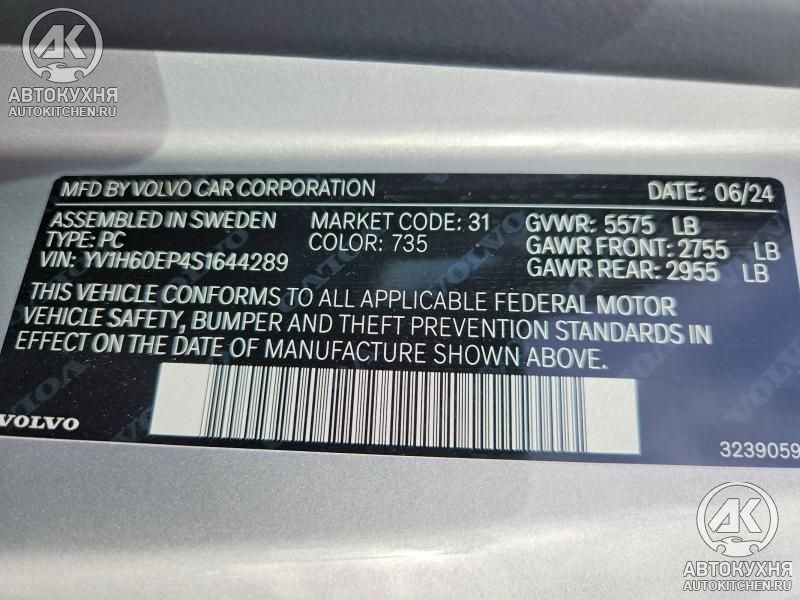 AK
АВТОКУХНЯ
AUTOKITCHEN.RU
MFD BY VOLVO CAR CORPORATION DATE: 06/24
ASSEMBLED IN SWEDEN MARKET CODE: 31 GVWR: 5575 LB
TYPE: PC COLOR: 735 GAWR FRONT: 2755 LB
VIN: YV1H60EP4S1644289 GAWR REAR: 2955 LB
THIS VEHICLE CONFORMS TO ALL APPLICABLE FEDERAL MOTOR
VEHICLE SAFETY, BUMPER AND THEFT PREVENTION STANDARDS IN
EFFECT ON THE DATE OF MANUFACTURE SHOWN ABOVE.
VOLVO
3239059
AK
АВТОКУХНЯ
AUTOKITCHEN.RU